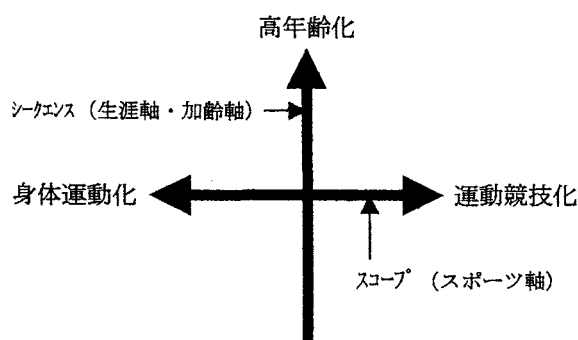 高年齢化
シークエンス（生涯軸・加齢軸）
身体運動化
運動競技化
スコープ（スポーツ軸）